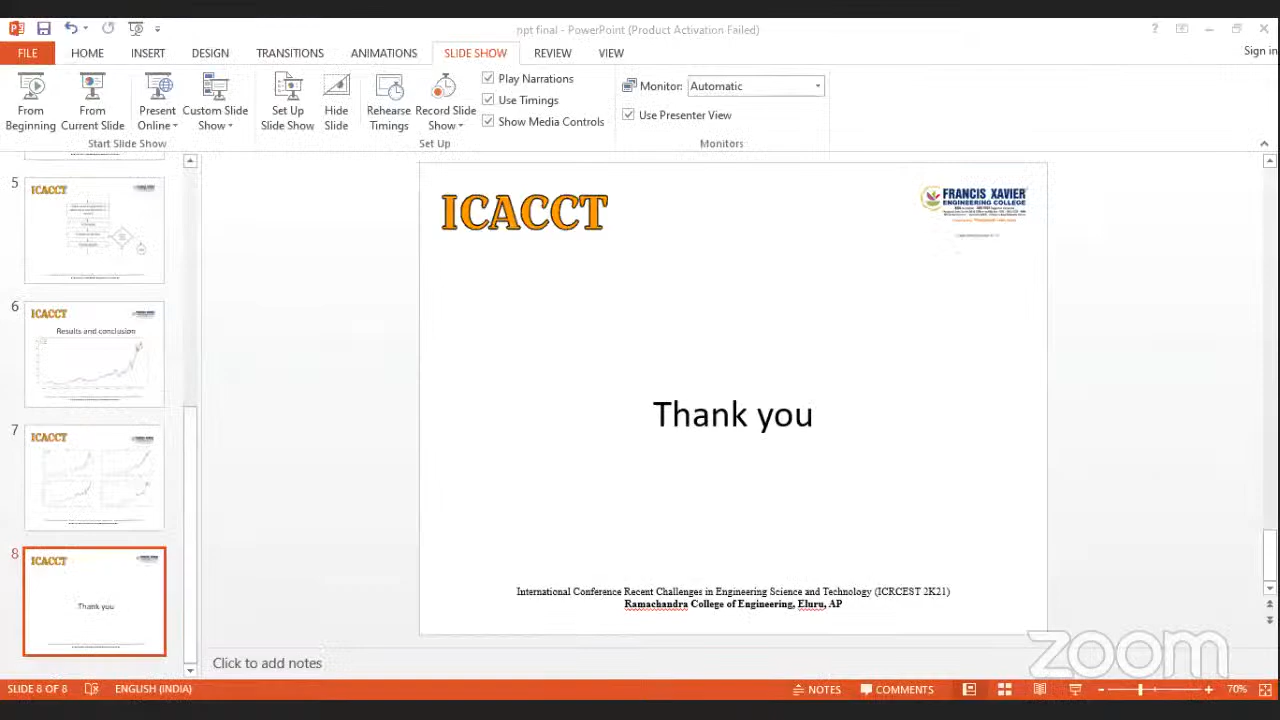 npt final - PowerPoint (Product Activation Failed)
FILE HOME INSERT DESIGN TRANSITIONS ANIMATIONS SLIDE SHOW REVIEW VIEW Sign in
From Beginning
From Current Slide
Present Online
Custom Slide Show
Set Up Slide Show
Hide Slide
Rehearse Timings
Record Slide Show
Play Narrations
Use Timings
Show Media Controls
Monitor: Automatic
Use Presenter View
Start Slide Show Set Up Monitors
5
ICACCT
6
ICACCT
Results and conclusion
7
ICACCT
8
ICACCT
Thank you
ICACCT
FRANCIS XAVIER
ENGINEERING COLLEGE
Thank you
International Conference Recent Challenges in Engineering Science and Technology (ICRCEST 2K21)
Ramachandra College of Engineering, Eluru, AP
zoom
Click to add notes
SLIDE 8 OF 8 ENGLISH (INDIA) NOTES COMMENTS 70%